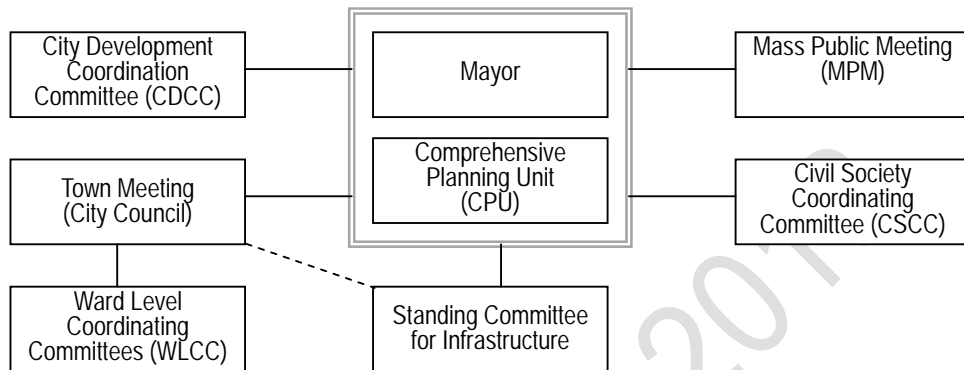 City Development
Coordination
Committee (CDCC)
Mayor
Mass Public Meeting
(MPM)
Town Meeting
(City Council)
Comprehensive
Planning Unit
(CPU)
Civil Society
Coordinating
Committee (CSCC)
Ward Level
Coordinating
Committees (WLCC)
Standing Committee
for Infrastructure